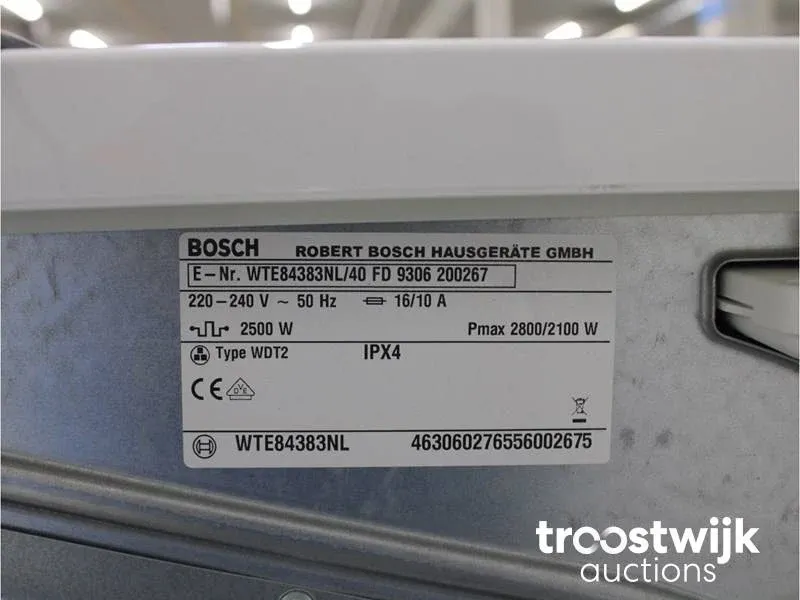 BOSCH ROBERT BOSCH HAUSGERÄTE GMBH
E-Nr. WTE84383NL/40 FD 9306 200267
220-240 V ~ 50 Hz 16/10 A
2500 W Pmax 2800/2100 W
Type WDT2 IPX4
CE VDE
WTE84383NL 463060276556002675
troostwijk
auctions